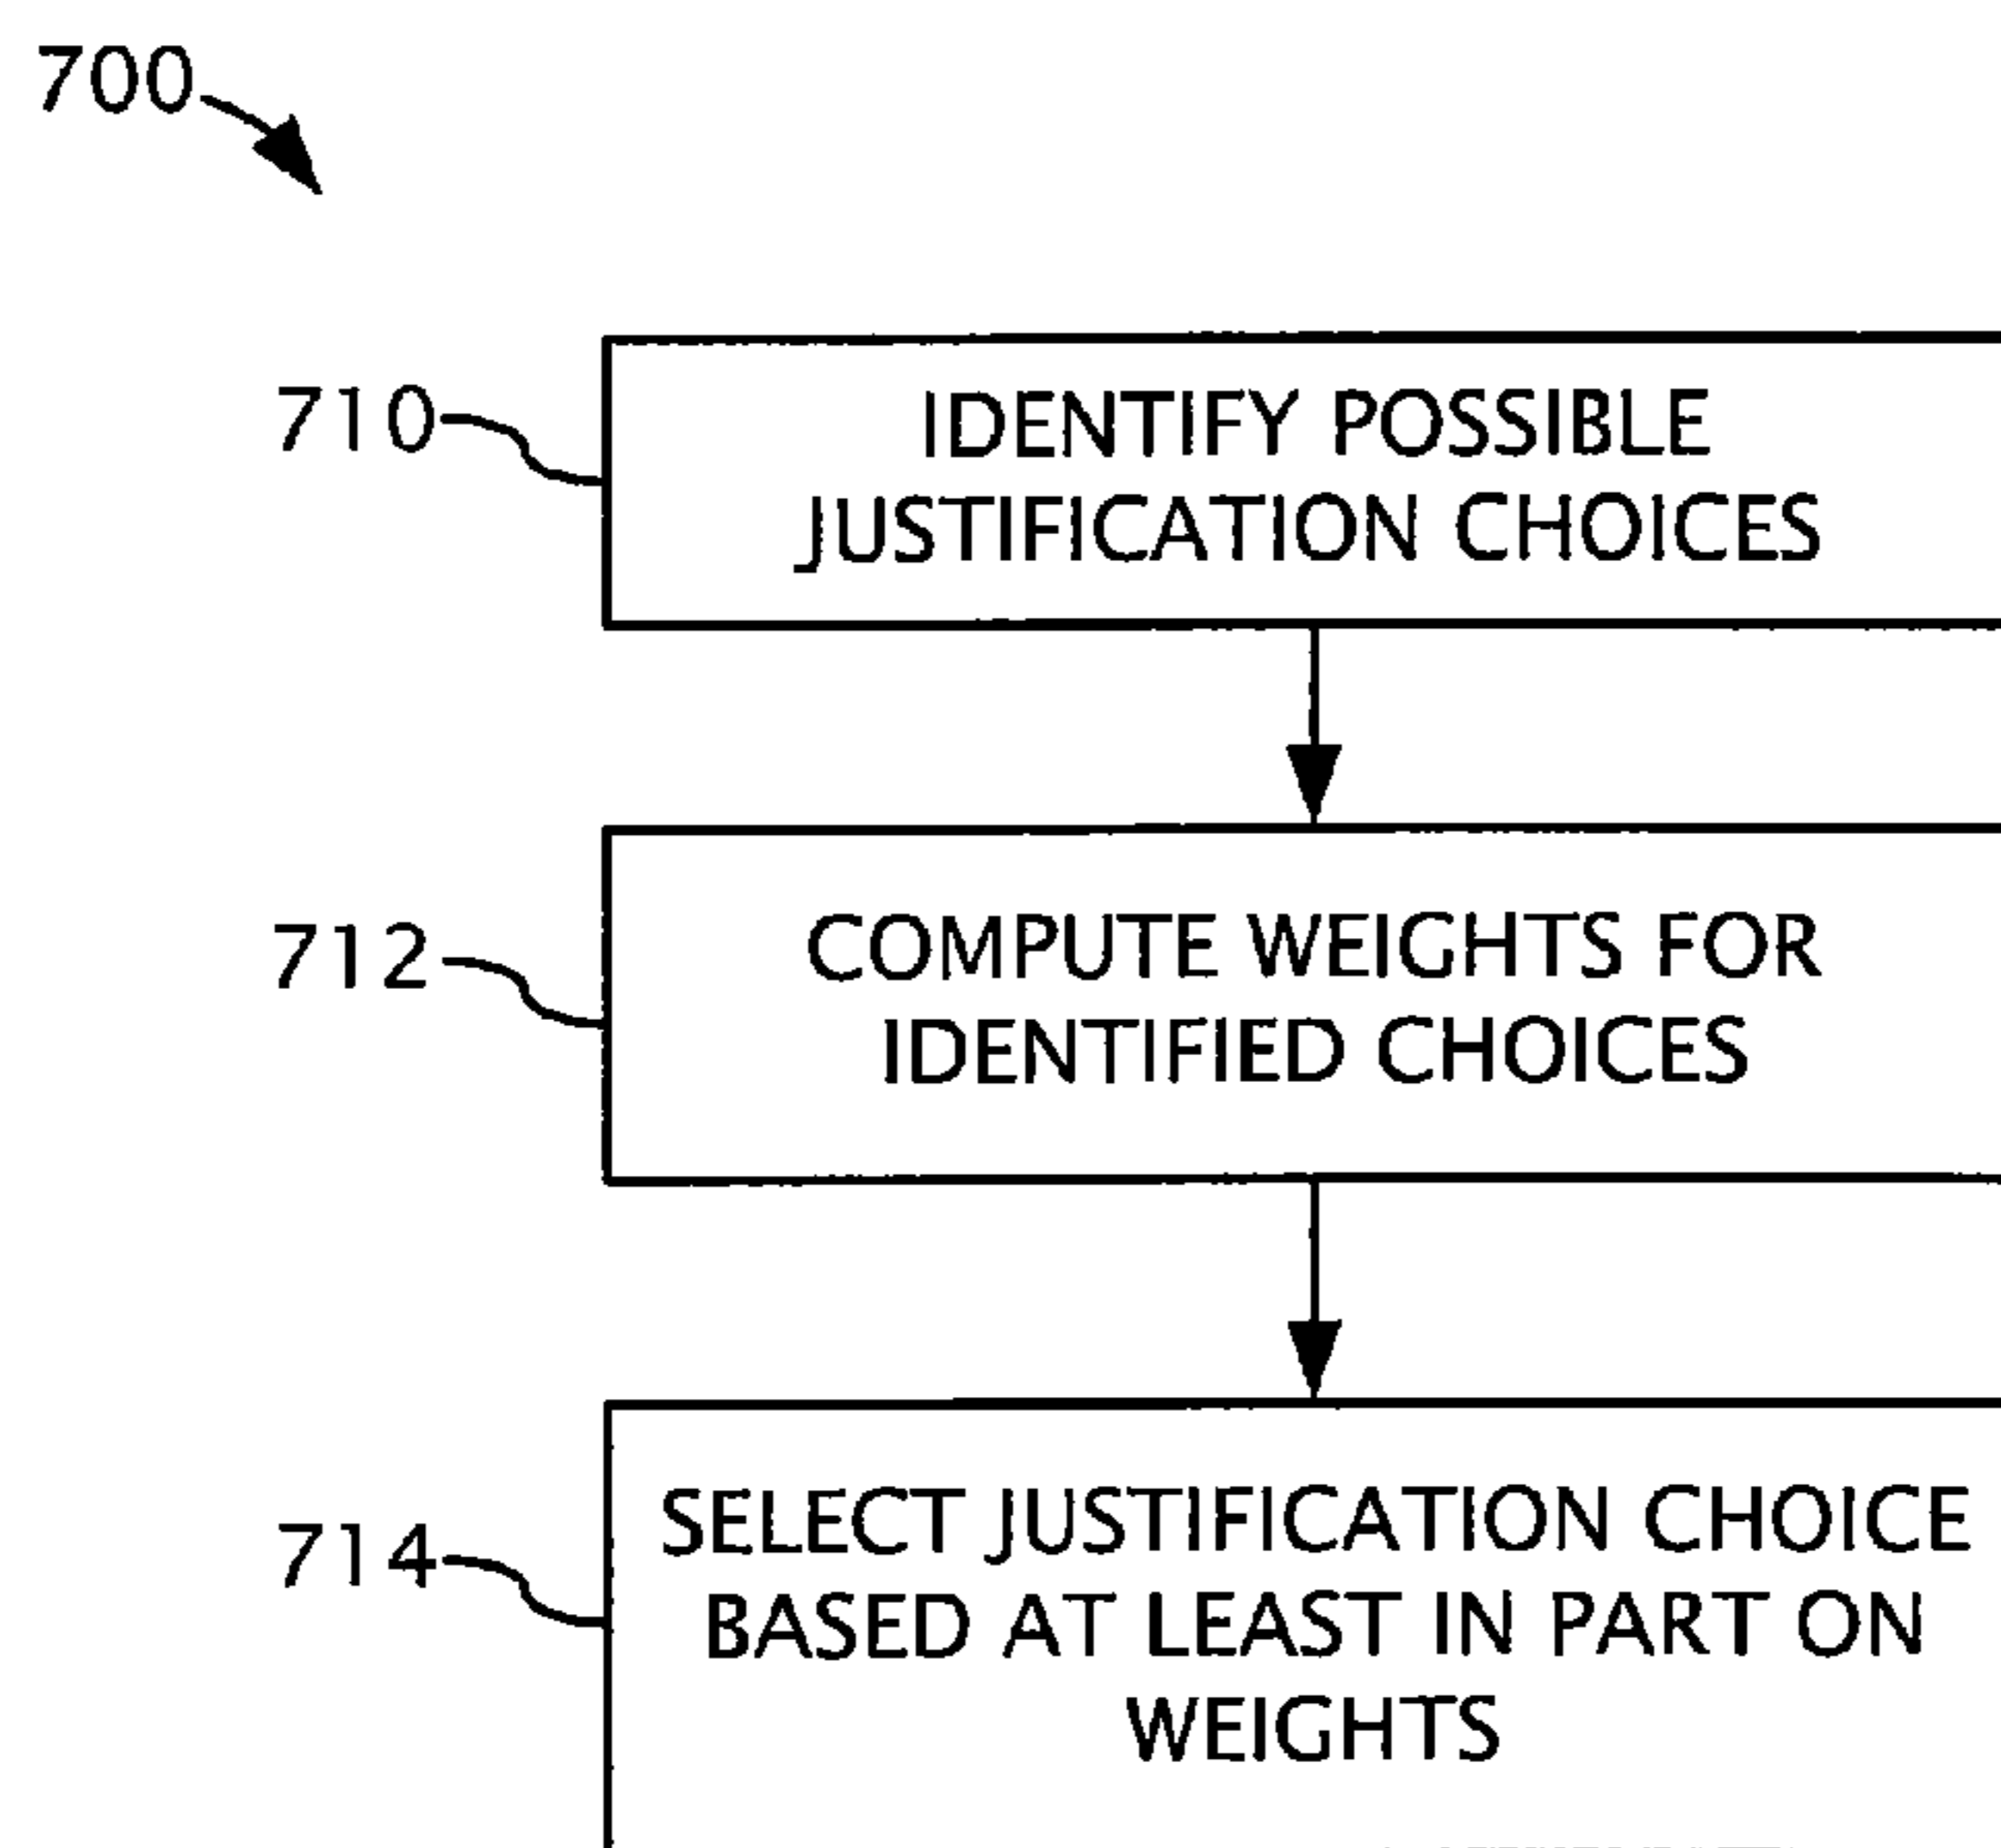 700
710
IDENTIFY POSSIBLE
JUSTIFICATION CHOICES
712
COMPUTE WEIGHTS FOR
IDENTIFIED CHOICES
714
SELECT JUSTIFICATION CHOICE
BASED AT LEAST IN PART ON
WEIGHTS